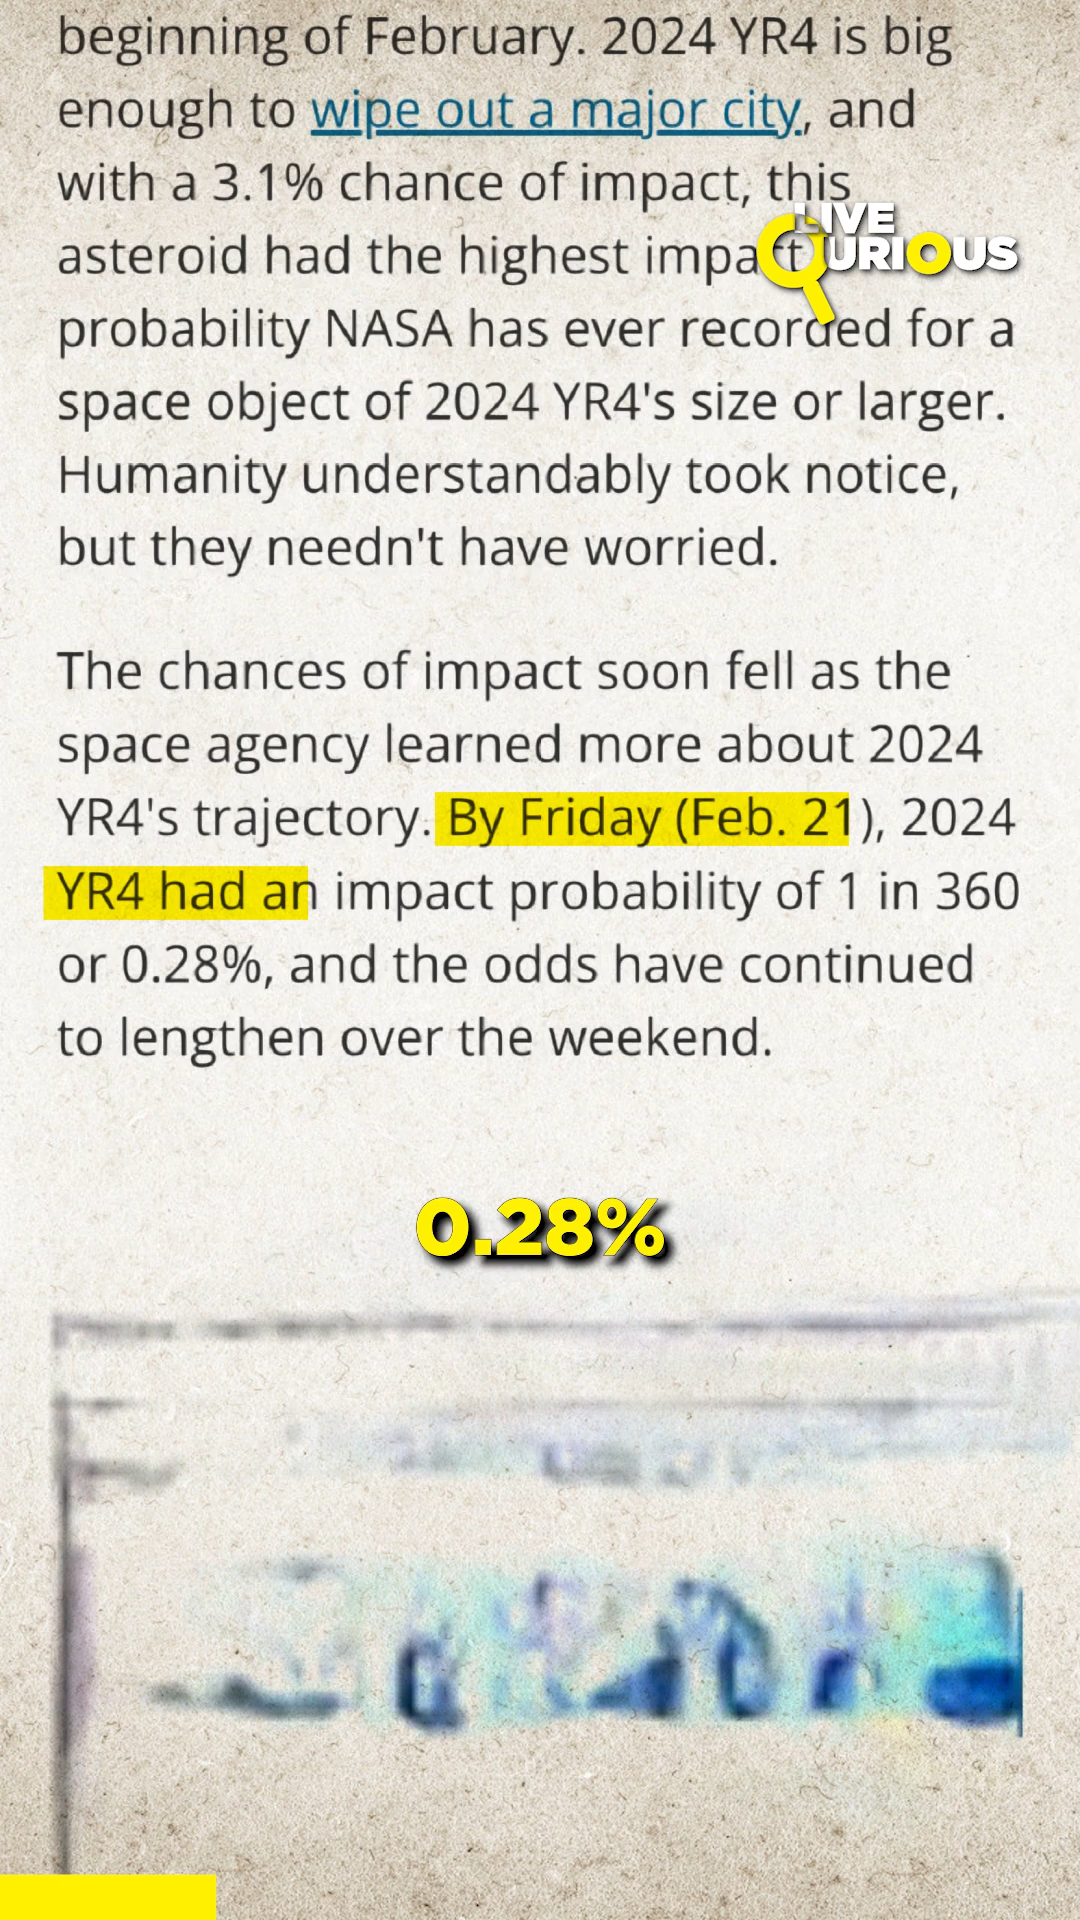 beginning of February. 2024 YR4 is big
enough to wipe out a major city, and
with a 3.1% chance of impact, this
LIVE
CURIOUS
asteroid had the highest impact
probability NASA has ever recorded for a
space object of 2024 YR4's size or larger.
Humanity understandably took notice,
but they needn't have worried.
The chances of impact soon fell as the
space agency learned more about 2024
YR4's trajectory. By Friday (Feb. 21), 2024
YR4 had an impact probability of 1 in 360
or 0.28%, and the odds have continued
to lengthen over the weekend.
0.28%